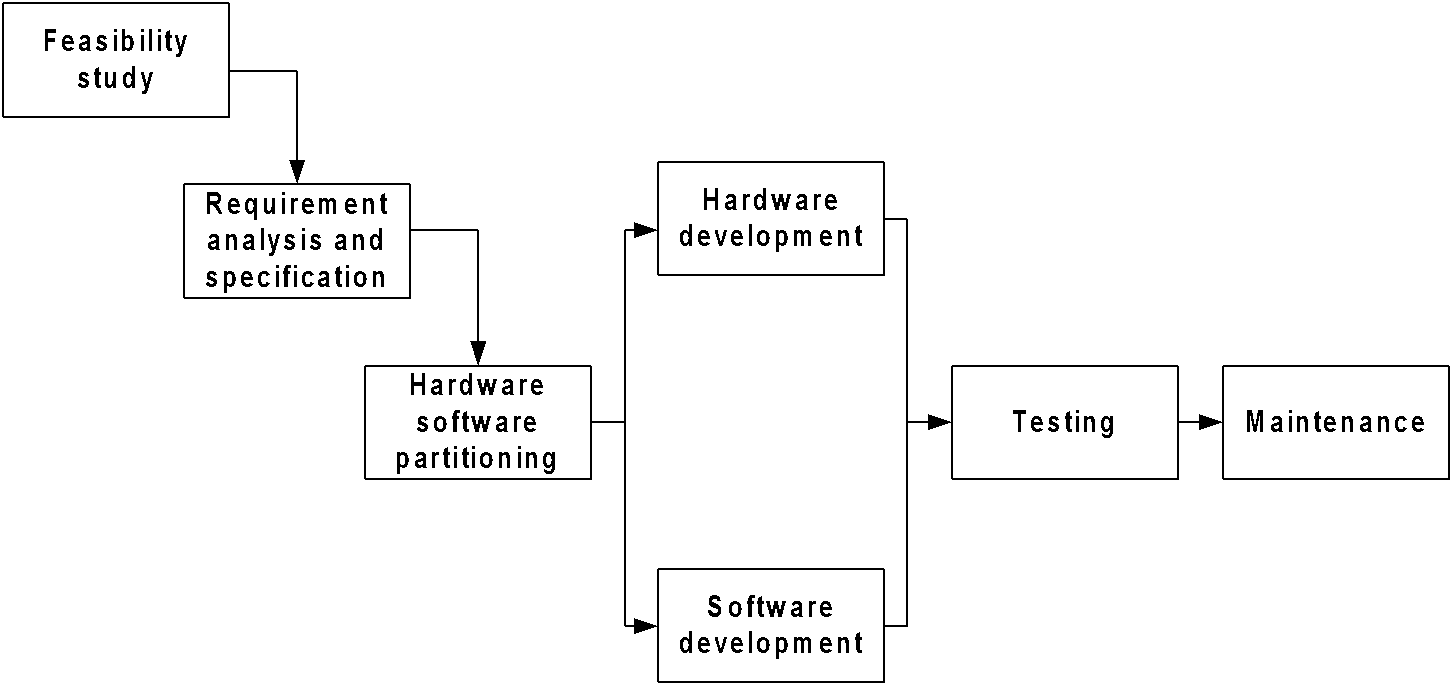 Feasibility
study
Requirement
analysis and
specification
Hardware
software
partitioning
Hardware
development
Software
development
Testing
Maintenance